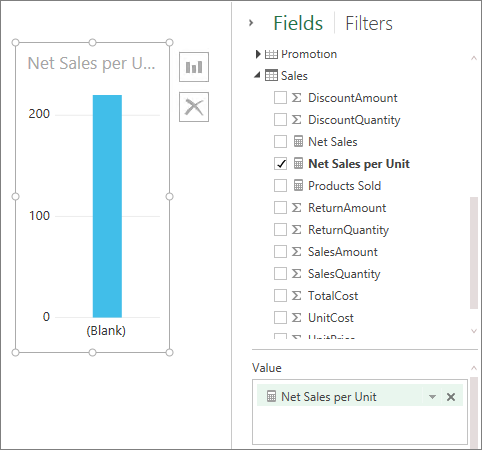 Net Sales per U...
200
100
0
(Blank)
Fields Filters
Promotion
Sales
DiscountAmount
DiscountQuantity
Net Sales
Net Sales per Unit
Products Sold
ReturnAmount
ReturnQuantity
SalesAmount
SalesQuantity
TotalCost
UnitCost
UnitPrice
Value
Net Sales per Unit